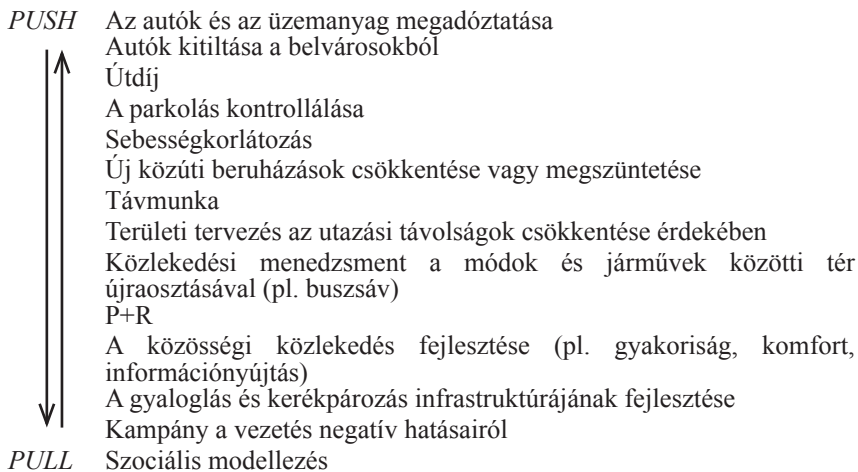 PUSH Az autók és az üzemanyag megadóztatása
Autók kitiltása a belvárosokból
Útdíj
A parkolás kontrollálása
Sebességkorlátozás
Új közúti beruházások csökkentése vagy megszüntetése
Távmunka
Területi tervezés az utazási távolságok csökkentése érdekében
Közlekedési menedzsment a módok és járművek közötti tér
újraosztásával (pl. buszsáv)
P+R
A közösségi közlekedés fejlesztése (pl. gyakoriság, komfort,
információnyújtás)
A gyaloglás és kerékpározás infrastruktúrájának fejlesztése
Kampány a vezetés negatív hatásairól
PULL Szociális modellezés